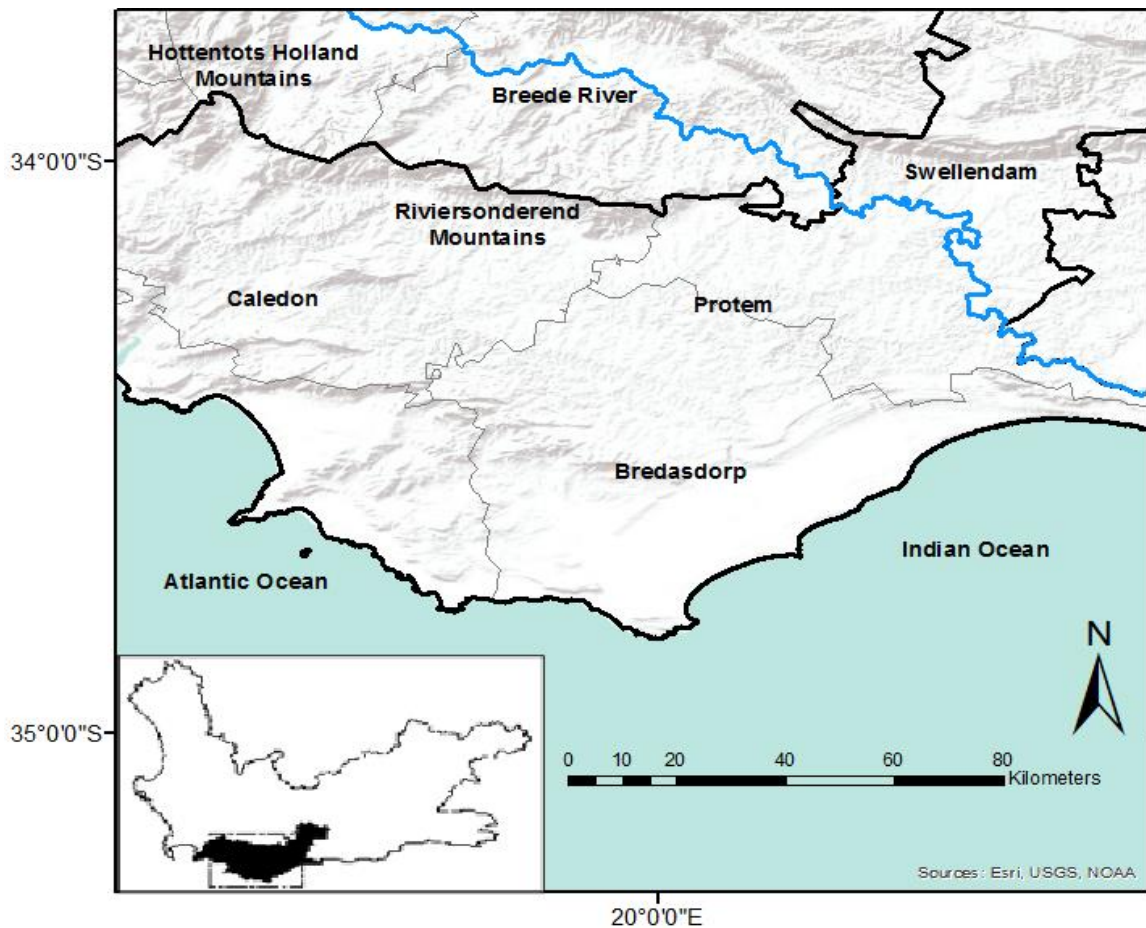 Hottentots Holland
Mountains
Breede River
34°0'0"S
Swellendam
Riviersonderend
Mountains
Caledon
Protem
Bredasdorp
Indian Ocean
Atlantic Ocean
N
35°0'0"S
0 10 20 40 60 80
Kilometers
Sources: Esri, USGS, NOAA
20°0'0"E